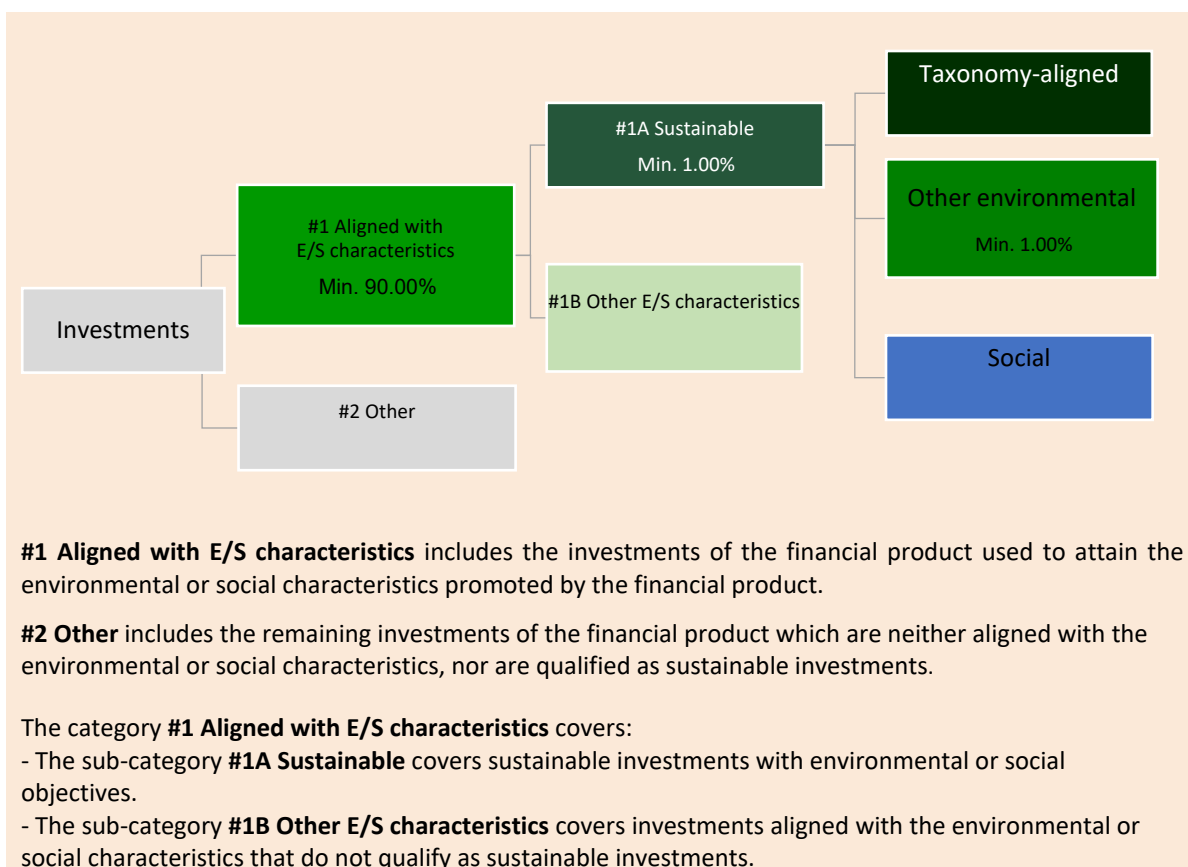 Taxonomy-aligned
#1A Sustainable
Min. 1.00%
Other environmental
Min. 1.00%
#1 Aligned with
E/S characteristics
Min. 90.00%
#1B Other E/S characteristics
Investments
Social
#2 Other
#1 Aligned with E/S characteristics includes the investments of the financial product used to attain the
environmental or social characteristics promoted by the financial product.
#2 Other includes the remaining investments of the financial product which are neither aligned with the
environmental or social characteristics, nor are qualified as sustainable investments.
The category #1 Aligned with E/S characteristics covers:
- The sub-category #1A Sustainable covers sustainable investments with environmental or social
objectives.
- The sub-category #1B Other E/S characteristics covers investments aligned with the environmental or
social characteristics that do not qualify as sustainable investments.